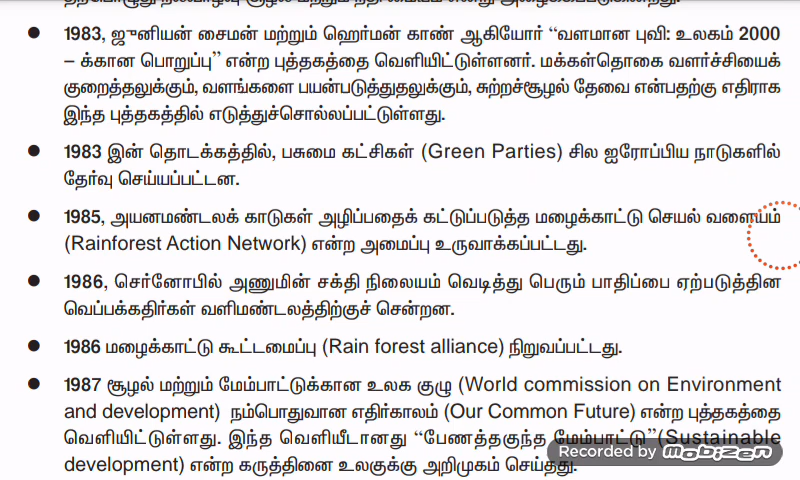 ● 1983, ஜுனியன் சைமன் மற்றும் ஹெர்மன் காண் ஆகியோர் “வளமான புவி: உலகம் 2000
– க்கான பொறுப்பு” என்ற புத்தகத்தை வெளியிட்டுள்ளனர். மக்கள்தொகை வளர்ச்சியைக்
குறைத்தலுக்கும், வளங்களை பயன்படுத்துதலுக்கும், சுற்றச்சூழல் தேவை என்பதற்கு எதிராக
இந்த புத்தகத்தில் எடுத்துச்சொல்லப்பட்டுள்ளது.
● 1983 இன் தொடக்கத்தில், பசுமை கட்சிகள் (Green Parties) சில ஐரோப்பிய நாடுகளில்
தேர்வு செய்யப்பட்டன.
● 1985, அயனமண்டலக் காடுகள் அழிப்பதைக் கட்டுப்படுத்த மழைக்காட்டு செயல் வளையம்
(Rainforest Action Network) என்ற அமைப்பு உருவாக்கப்பட்டது.
● 1986, செர்னோபில் அணுமின் சக்தி நிலையம் வெடித்து பெரும் பாதிப்பை ஏற்படுத்தின
வெப்பக்கதிர்கள் வளிமண்டலத்திற்குச் சென்றன.
● 1986 மழைக்காட்டு கூட்டமைப்பு (Rain forest alliance) நிறுவப்பட்டது.
● 1987 சூழல் மற்றும் மேம்பாட்டுக்கான உலக குழு (World commission on Environment
and development) நம்பொதுவான எதிர்காலம் (Our Common Future) என்ற புத்தகத்தை
வெளியிட்டுள்ளது. இந்த வெளியீடானது “பேணத்தகுந்த மேம்பாட்டு”(Sustainable
development) என்ற கருத்தினை உலகுக்கு அறிமுகம் செய்தது.
Recorded by mobizen